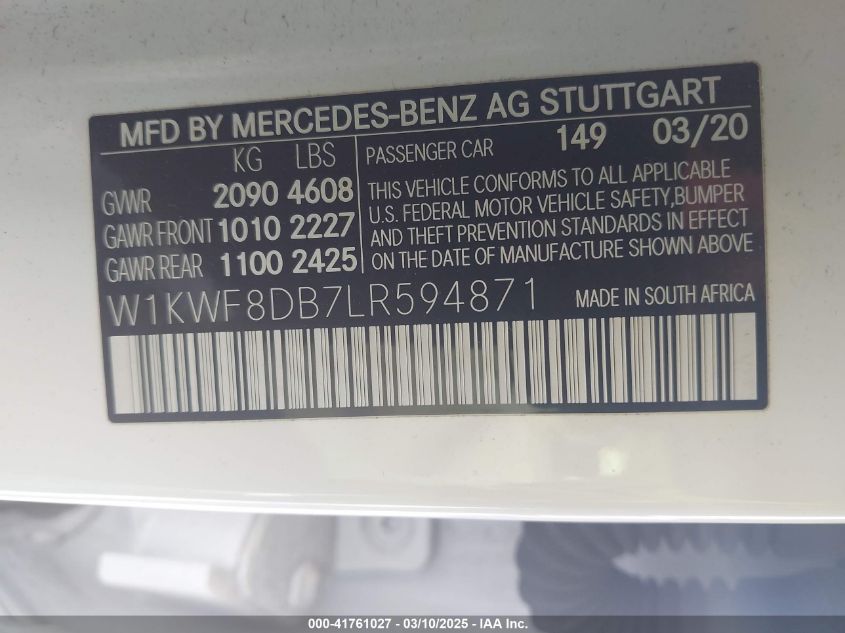 MFD BY MERCEDES-BENZ AG STUTTGART
KG LBS
GVWR 2090 4608
GAWR FRONT 1010 2227
GAWR REAR 1100 2425
PASSENGER CAR 149 03/20
THIS VEHICLE CONFORMS TO ALL APPLICABLE
U.S. FEDERAL MOTOR VEHICLE SAFETY,BUMPER
AND THEFT PREVENTION STANDARDS IN EFFECT
ON THE DATE OF MANUFACTURE SHOWN ABOVE
W1KWF8DB7LR594871 MADE IN SOUTH AFRICA
000-41761027 - 03/10/2025 - IAA Inc.